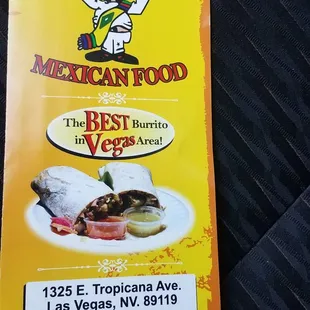 MEXICAN FOOD
The BEST Burrito
in Vegas Area!
1325 E. Tropicana Ave.
Las Vegas, NV. 89119